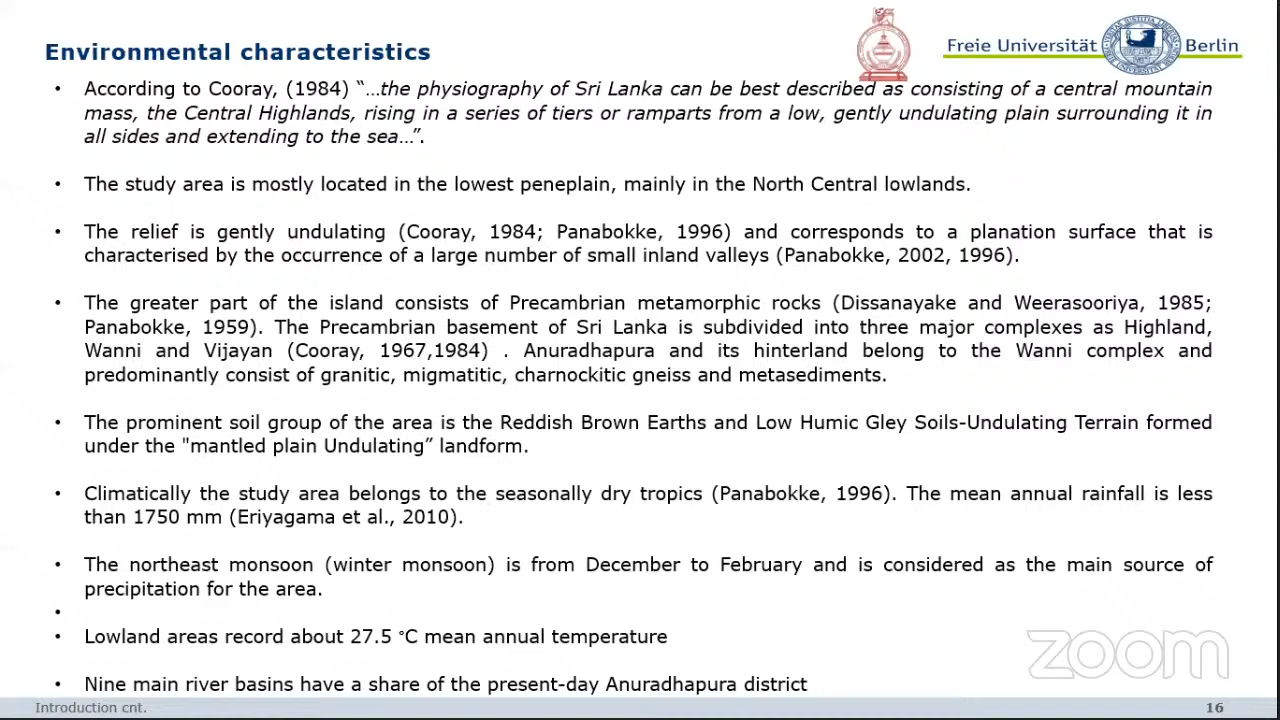 Environmental characteristics
Freie Universität Berlin
• According to Cooray, (1984) “…the physiography of Sri Lanka can be best described as consisting of a central mountain
mass, the Central Highlands, rising in a series of tiers or ramparts from a low, gently undulating plain surrounding it in
all sides and extending to the sea…”.
• The study area is mostly located in the lowest peneplain, mainly in the North Central lowlands.
• The relief is gently undulating (Cooray, 1984; Panabokke, 1996) and corresponds to a planation surface that is
characterised by the occurrence of a large number of small inland valleys (Panabokke, 2002, 1996).
• The greater part of the island consists of Precambrian metamorphic rocks (Dissanayake and Weerasooriya, 1985;
Panabokke, 1959). The Precambrian basement of Sri Lanka is subdivided into three major complexes as Highland,
Wanni and Vijayan (Cooray, 1967,1984) . Anuradhapura and its hinterland belong to the Wanni complex and
predominantly consist of granitic, migmatitic, charnockitic gneiss and metasediments.
• The prominent soil group of the area is the Reddish Brown Earths and Low Humic Gley Soils-Undulating Terrain formed
under the "mantled plain Undulating” landform.
• Climatically the study area belongs to the seasonally dry tropics (Panabokke, 1996). The mean annual rainfall is less
than 1750 mm (Eriyagama et al., 2010).
• The northeast monsoon (winter monsoon) is from December to February and is considered as the main source of
precipitation for the area.
•
• Lowland areas record about 27.5 °C mean annual temperature
• Nine main river basins have a share of the present-day Anuradhapura district
zoom
Introduction cnt.
16